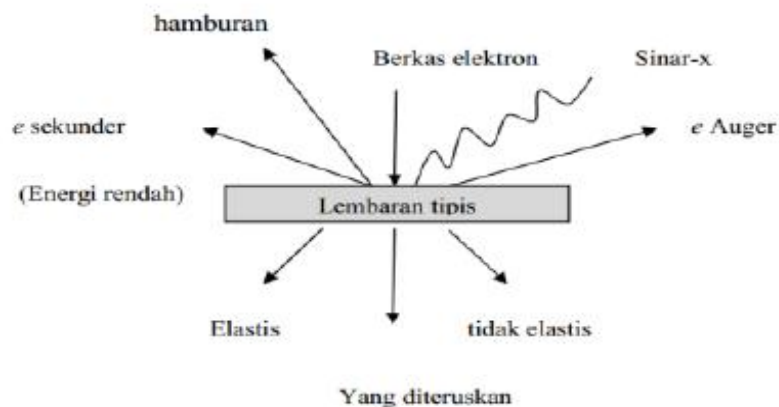 hamburan
Berkas elektron
Sinar-x
e sekunder
e Auger
(Energi rendah)
Lembaran tipis
Elastis
tidak elastis
Yang diteruskan